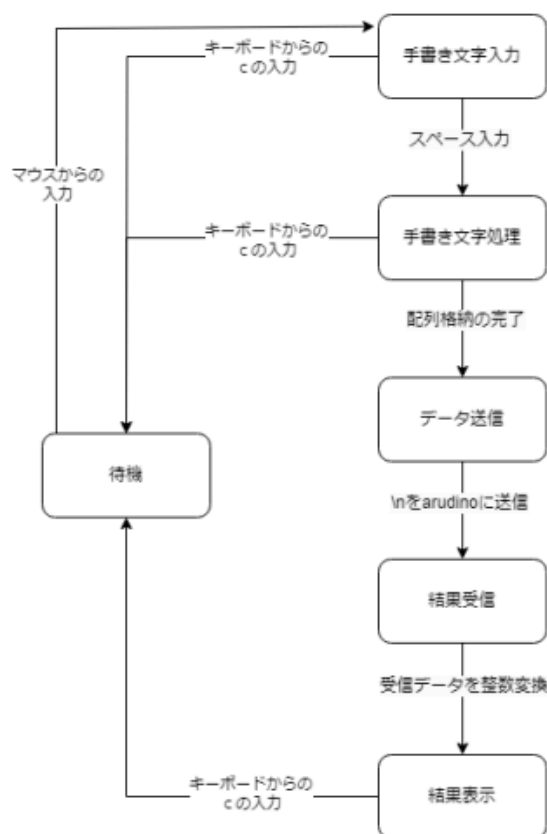 キーボードからの
cの入力
手書き文字入力
スペース入力
マウスからの
入力
キーボードからの
cの入力
手書き文字処理
配列格納の完了
データ送信
待機
\nをarudinoに送信
結果受信
受信データを整数変換
キーボードからの
cの入力
結果表示